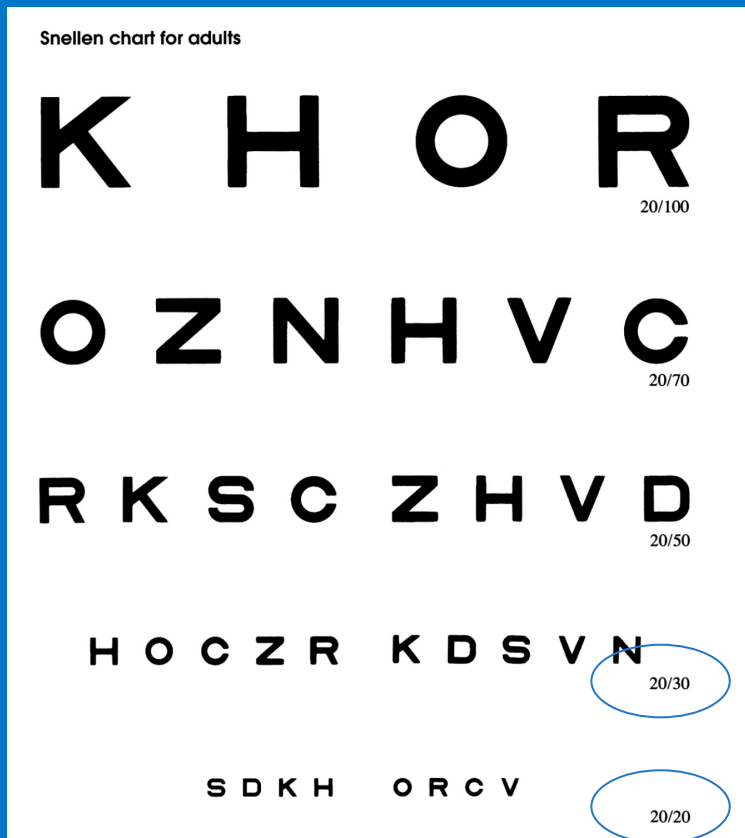 Snellen chart for adults
K H O R
20/100
O Z N H V C
20/70
R K S C Z H V D
20/50
H O C Z R K D S V N
20/30
S D K H O R C V
20/20